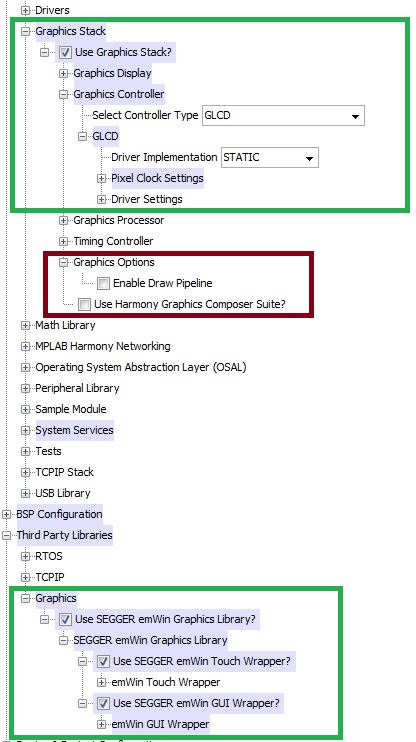 Drivers
Graphics Stack
Use Graphics Stack?
Graphics Display
Graphics Controller
Select Controller Type GLCD
GLCD
Driver Implementation STATIC
Pixel Clock Settings
Driver Settings
Graphics Processor
Timing Controller
Graphics Options
Enable Draw Pipeline
Use Harmony Graphics Composer Suite?
Math Library
MPLAB Harmony Networking
Operating System Abstraction Layer (OSAL)
Peripheral Library
Sample Module
System Services
Tests
TCPIP Stack
USB Library
BSP Configuration
Third Party Libraries
RTOS
TCPIP
Graphics
Use SEGGER emWin Graphics Library?
SEGGER emWin Graphics Library
Use SEGGER emWin Touch Wrapper?
emWin Touch Wrapper
Use SEGGER emWin GUI Wrapper?
emWin GUI Wrapper